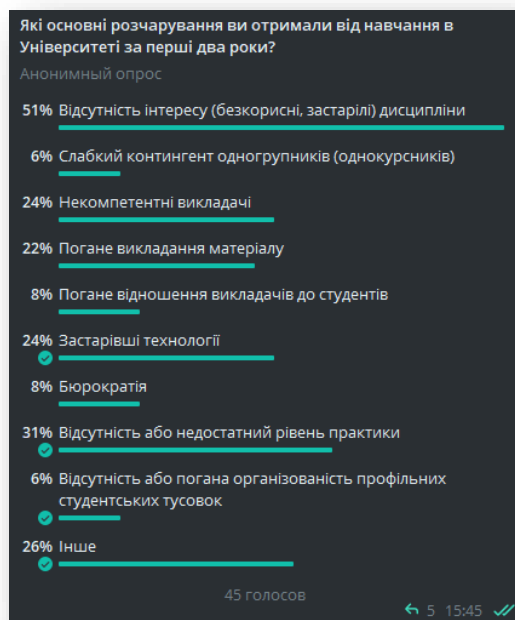 Які основні розчарування ви отримали від навчання в
Університеті за перші два роки?
Анонимный опрос
51% Відсутність інтересу (безкорисні, застарілі) дисципліни
6% Слабкий контингент одногрупників (однокурсників)
24% Некомпетентні викладачі
22% Погане викладання матеріалу
8% Погане відношення викладачів до студентів
24% Застарівші технології
8% Бюрократія
31% Відсутність або недостатний рівень практики
6% Відсутність або погана організованість профільних
студентських тусовок
26% Інше
45 голосов
5 15:45